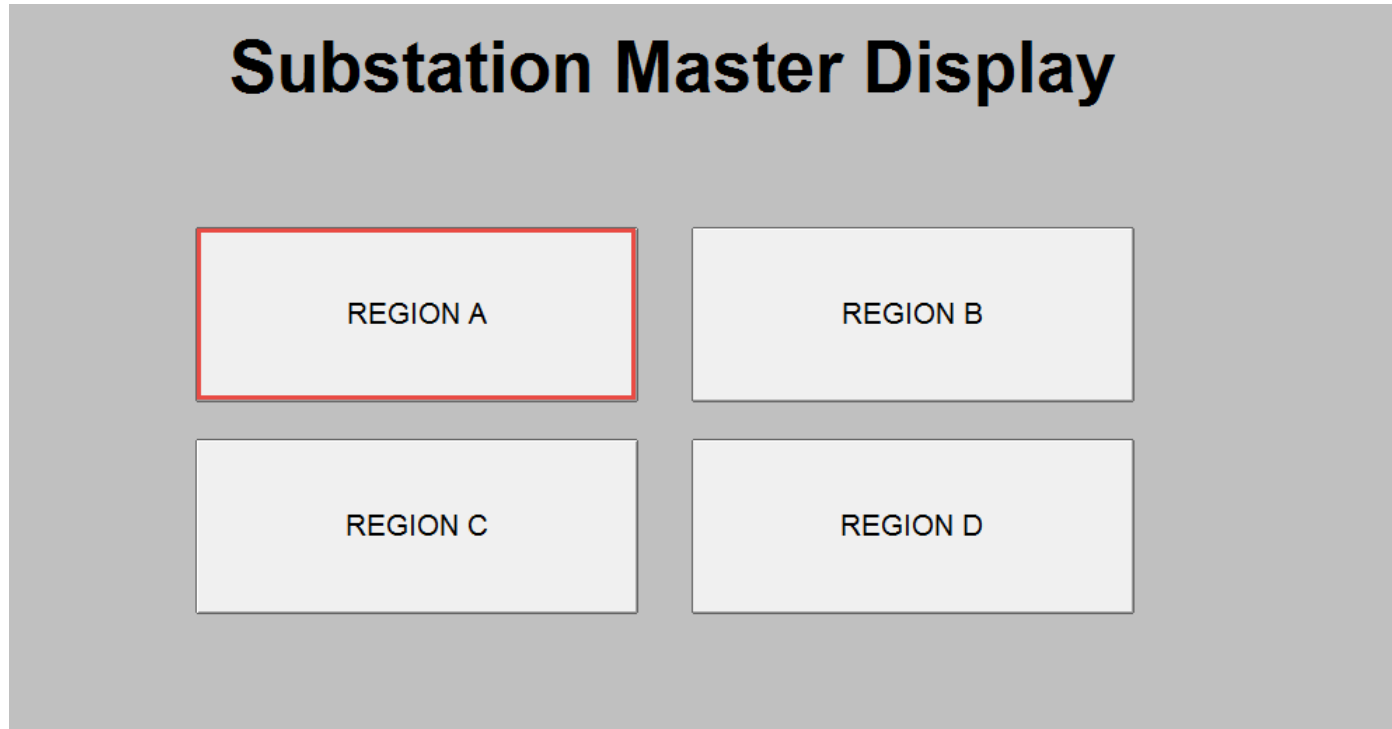 Substation Master Display
REGION A
REGION B
REGION C
REGION D